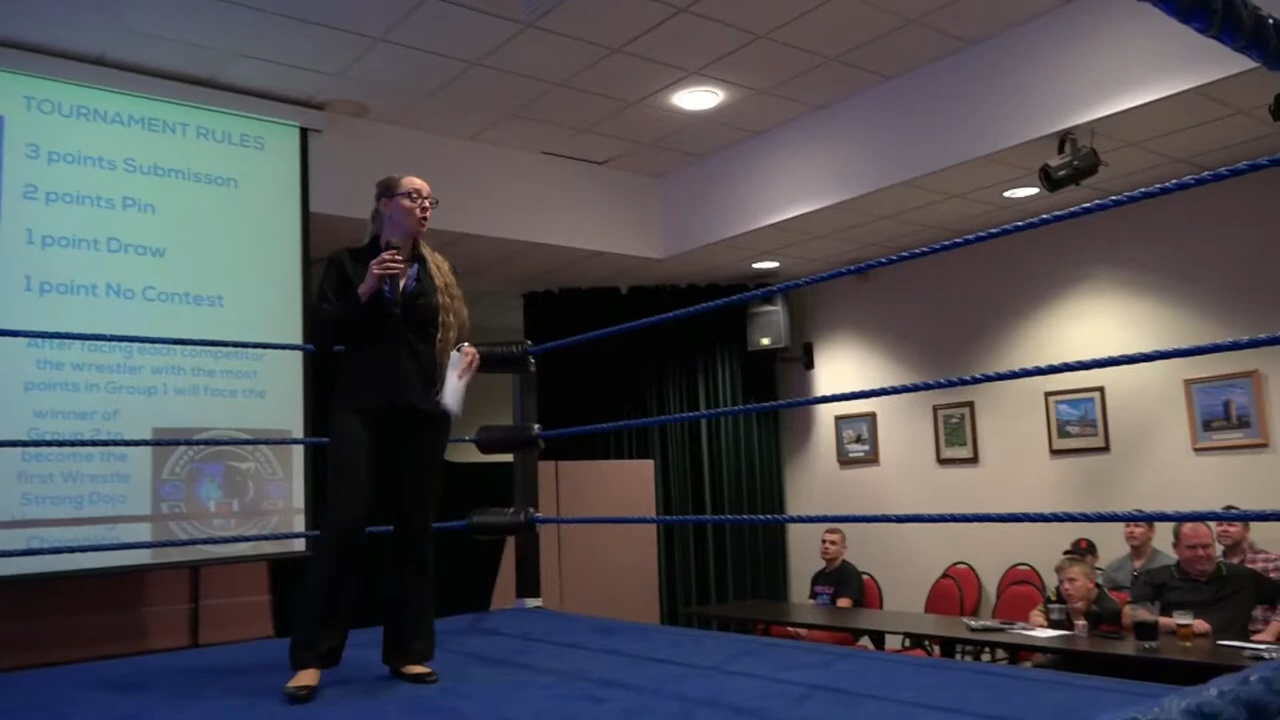 TOURNAMENT RULES
3 points Submisson
2 points Pin
1 point Draw
1 point No Contest
After facing each competitor
the wrestler with the most
points in Group 1 will face the
winner of
Group 2 to
become the
first Wrestle
Strong Dojo
Champion